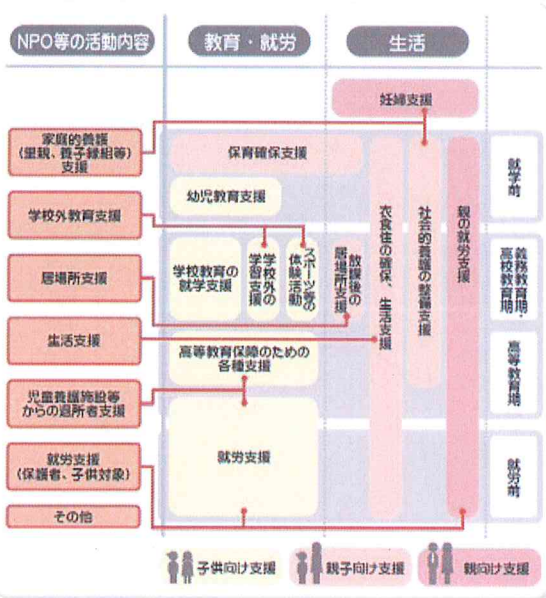 NPO等の活動内容
教育・就労
生活
妊婦支援
家庭的養護
(里親、養子縁組等)
支援
保育確保支援
幼児教育支援
就学前
学校外教育支援
居場所支援
学校教育の
就学支援
学校外の
学習支援
スポーツ等の
体験活動
放課後の
居場所支援
衣食住の確保、生活支援
社会的養護の整備支援
親の就労支援
義務教育期・
高校教育期
生活支援
高等教育保障のための
各種支援
高等教育期
児童養護施設等
からの退所者支援
就労支援
就労前
就労支援
(保護者、子供対象)
その他
子供向け支援
親子向け支援
親向け支援